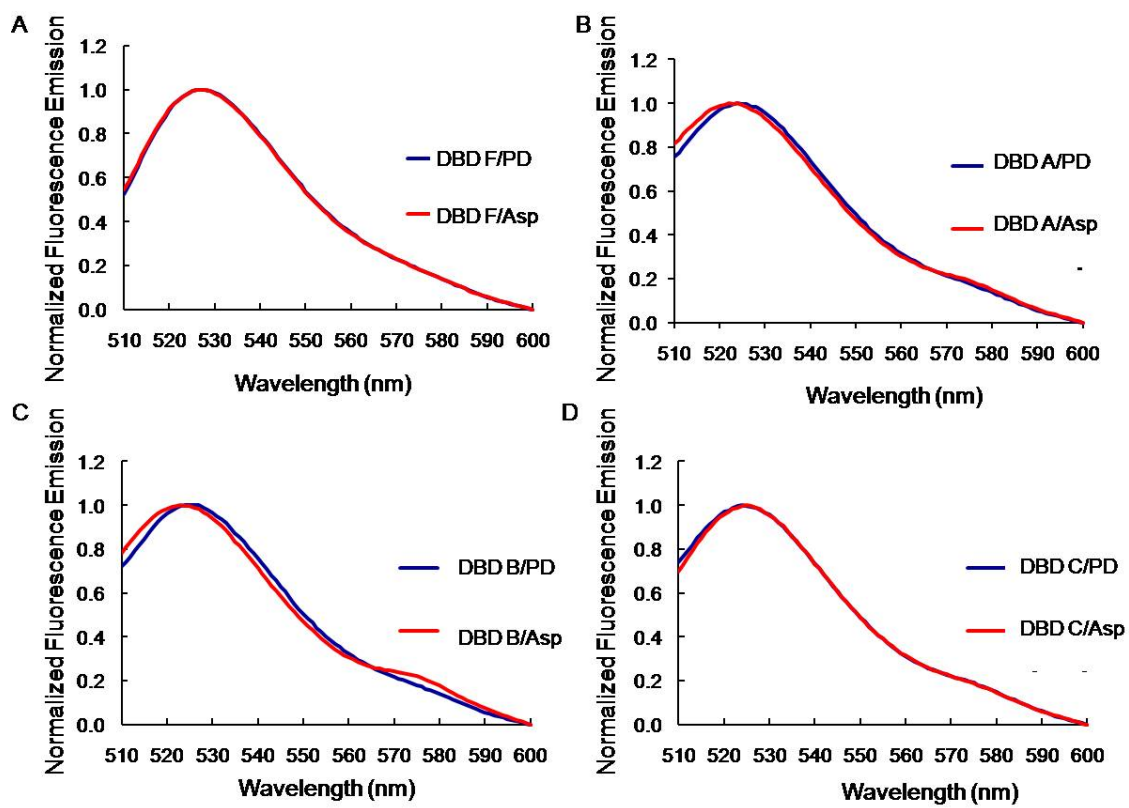 A
Normalized Fluorescence Emission
1.2
1.0
0.8
0.6
0.4
0.2
0.0
510 520 530 540 550 560 570 580 590 600
Wavelength (nm)
DBD F/PD
DBD F/Asp
B
Normalized Fluorescence Emission
1.2
1.0
0.8
0.6
0.4
0.2
0.0
510 520 530 540 550 560 570 580 590 600
Wavelength (nm)
DBD A/PD
DBD A/Asp
C
Normalized Fluorescence Emission
1.2
1.0
0.8
0.6
0.4
0.2
0.0
510 520 530 540 550 560 570 580 590 600
Wavelength (nm)
DBD B/PD
DBD B/Asp
D
Normalized Fluorescence Emission
1.2
1.0
0.8
0.6
0.4
0.2
0.0
510 520 530 540 550 560 570 580 590 600
Wavelength (nm)
DBD C/PD
DBD C/Asp